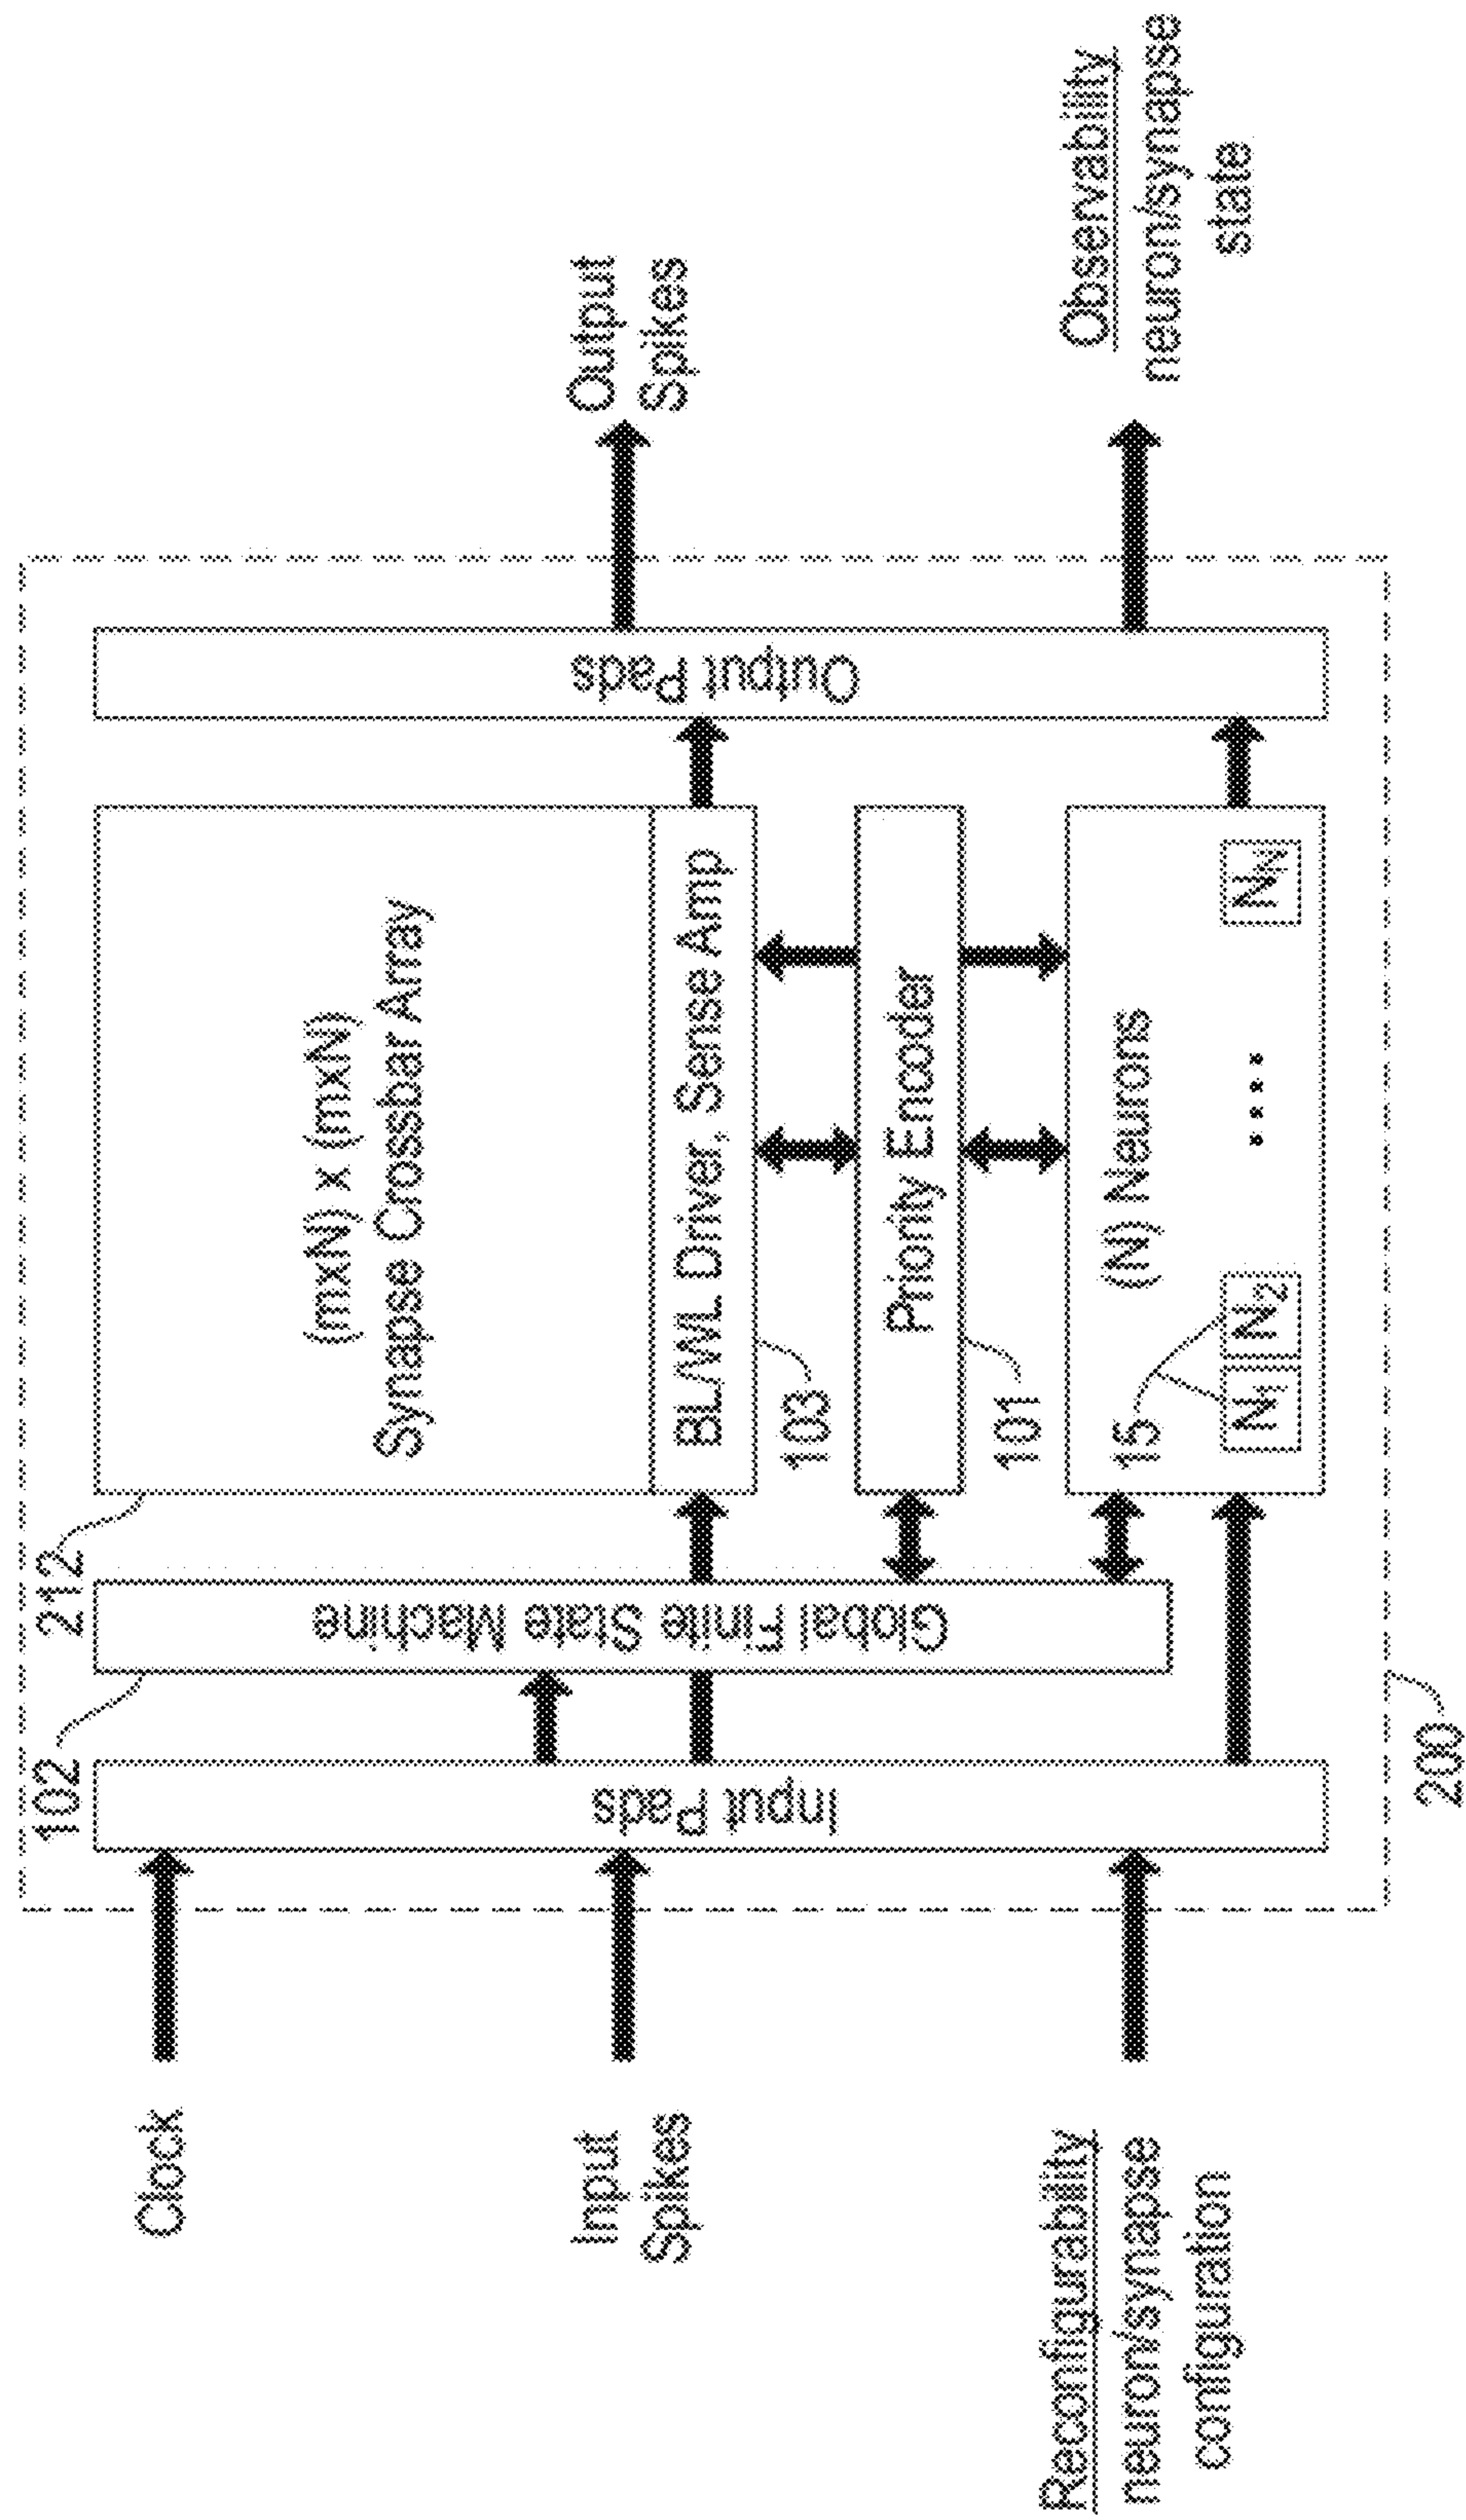 Clock
Input
Spikes
Reconfigurability
neuron/synapse
configuration
Input Pads
102
Global Finite State Machine
212
(mxN) x (mxN)
Synapse Crossbar Array
BL/WL Driver, Sense Amp
103
Priority Encoder
101
(N) Neurons
15
N1 N2 .... NN
Output Pads
Output
Spikes
Observability
neuron/synapse
state
200